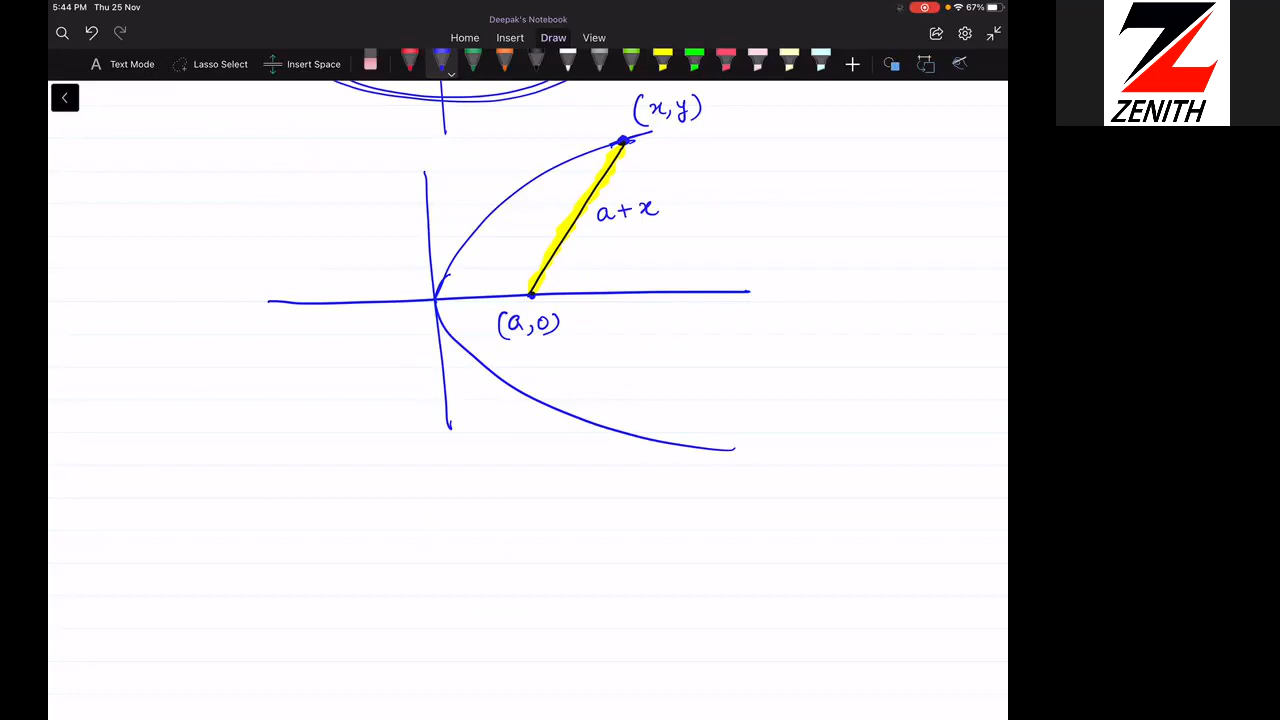 5:44 PM Thu 25 Nov
67%
Deepak's Notebook
Home Insert Draw View
A Text Mode Lasso Select Insert Space
(x,y)
a+x
(a,0)
ZENITH